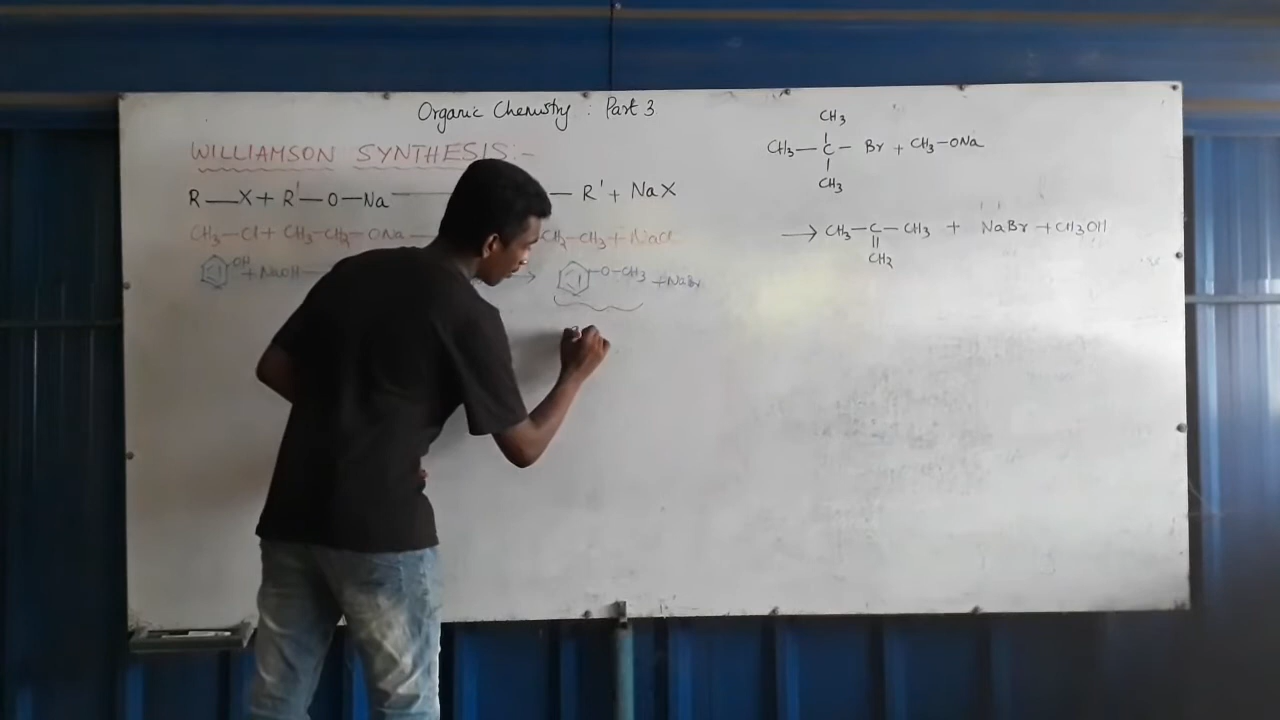 Organic Chemistry : Part 3
WILLIAMSON SYNTHESIS:-
R—X + R'—O—Na — — R' + NaX
CH3—Cl + CH3—CH2—ONa — CH2—CH3 + NaCl
OH + NaOH — → —O—CH3 + NaBr
CH3
CH3—C—Br + CH3—ONa
CH3
→ CH3—C—CH3 + NaBr + CH3OH
CH2